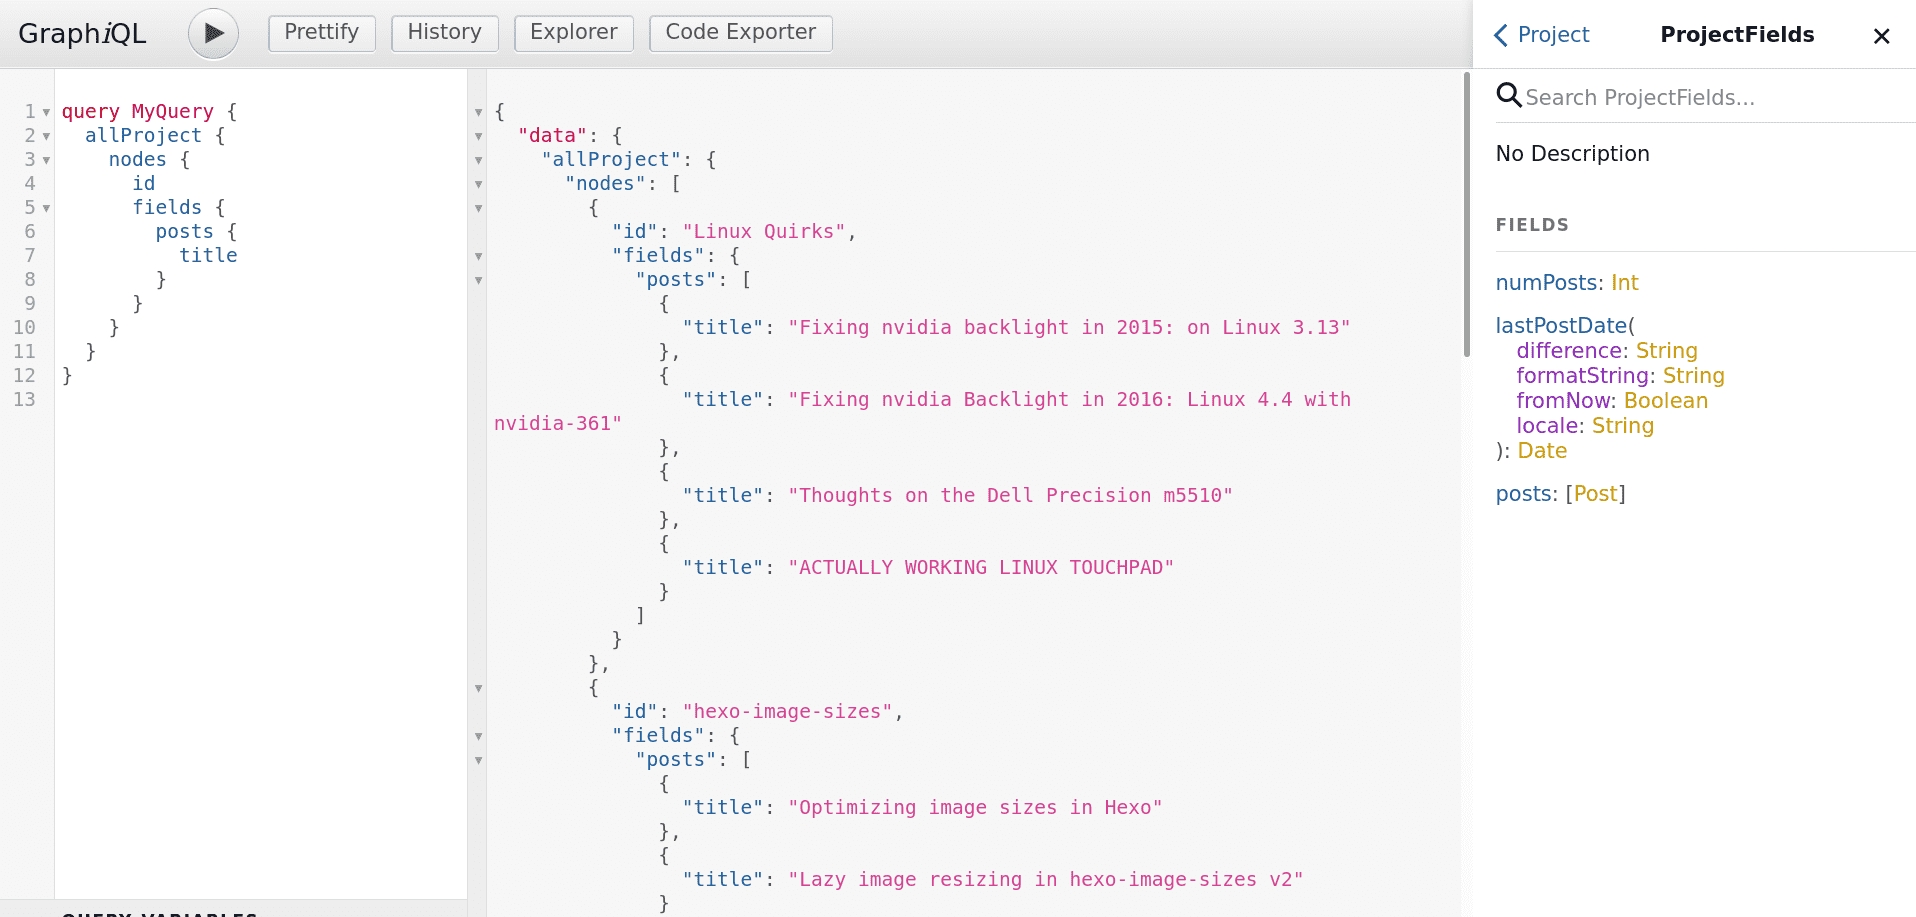 GraphiQL
Prettify
History
Explorer
Code Exporter
1 query MyQuery {
2   allProject {
3     nodes {
4       id
5       fields {
6         posts {
7           title
8         }
9       }
10     }
11   }
12 }
13
QUERY VARIABLES
{
  "data": {
    "allProject": {
      "nodes": [
        {
          "id": "Linux Quirks",
          "fields": {
            "posts": [
              {
                "title": "Fixing nvidia backlight in 2015: on Linux 3.13"
              },
              {
                "title": "Fixing nvidia Backlight in 2016: Linux 4.4 with
nvidia-361"
              },
              {
                "title": "Thoughts on the Dell Precision m5510"
              },
              {
                "title": "ACTUALLY WORKING LINUX TOUCHPAD"
              }
            ]
          }
        },
        {
          "id": "hexo-image-sizes",
          "fields": {
            "posts": [
              {
                "title": "Optimizing image sizes in Hexo"
              },
              {
                "title": "Lazy image resizing in hexo-image-sizes v2"
              }
Project
ProjectFields
Search ProjectFields...
No Description
FIELDS
numPosts: Int
lastPostDate(
difference: String
formatString: String
fromNow: Boolean
locale: String
): Date
posts: [Post]